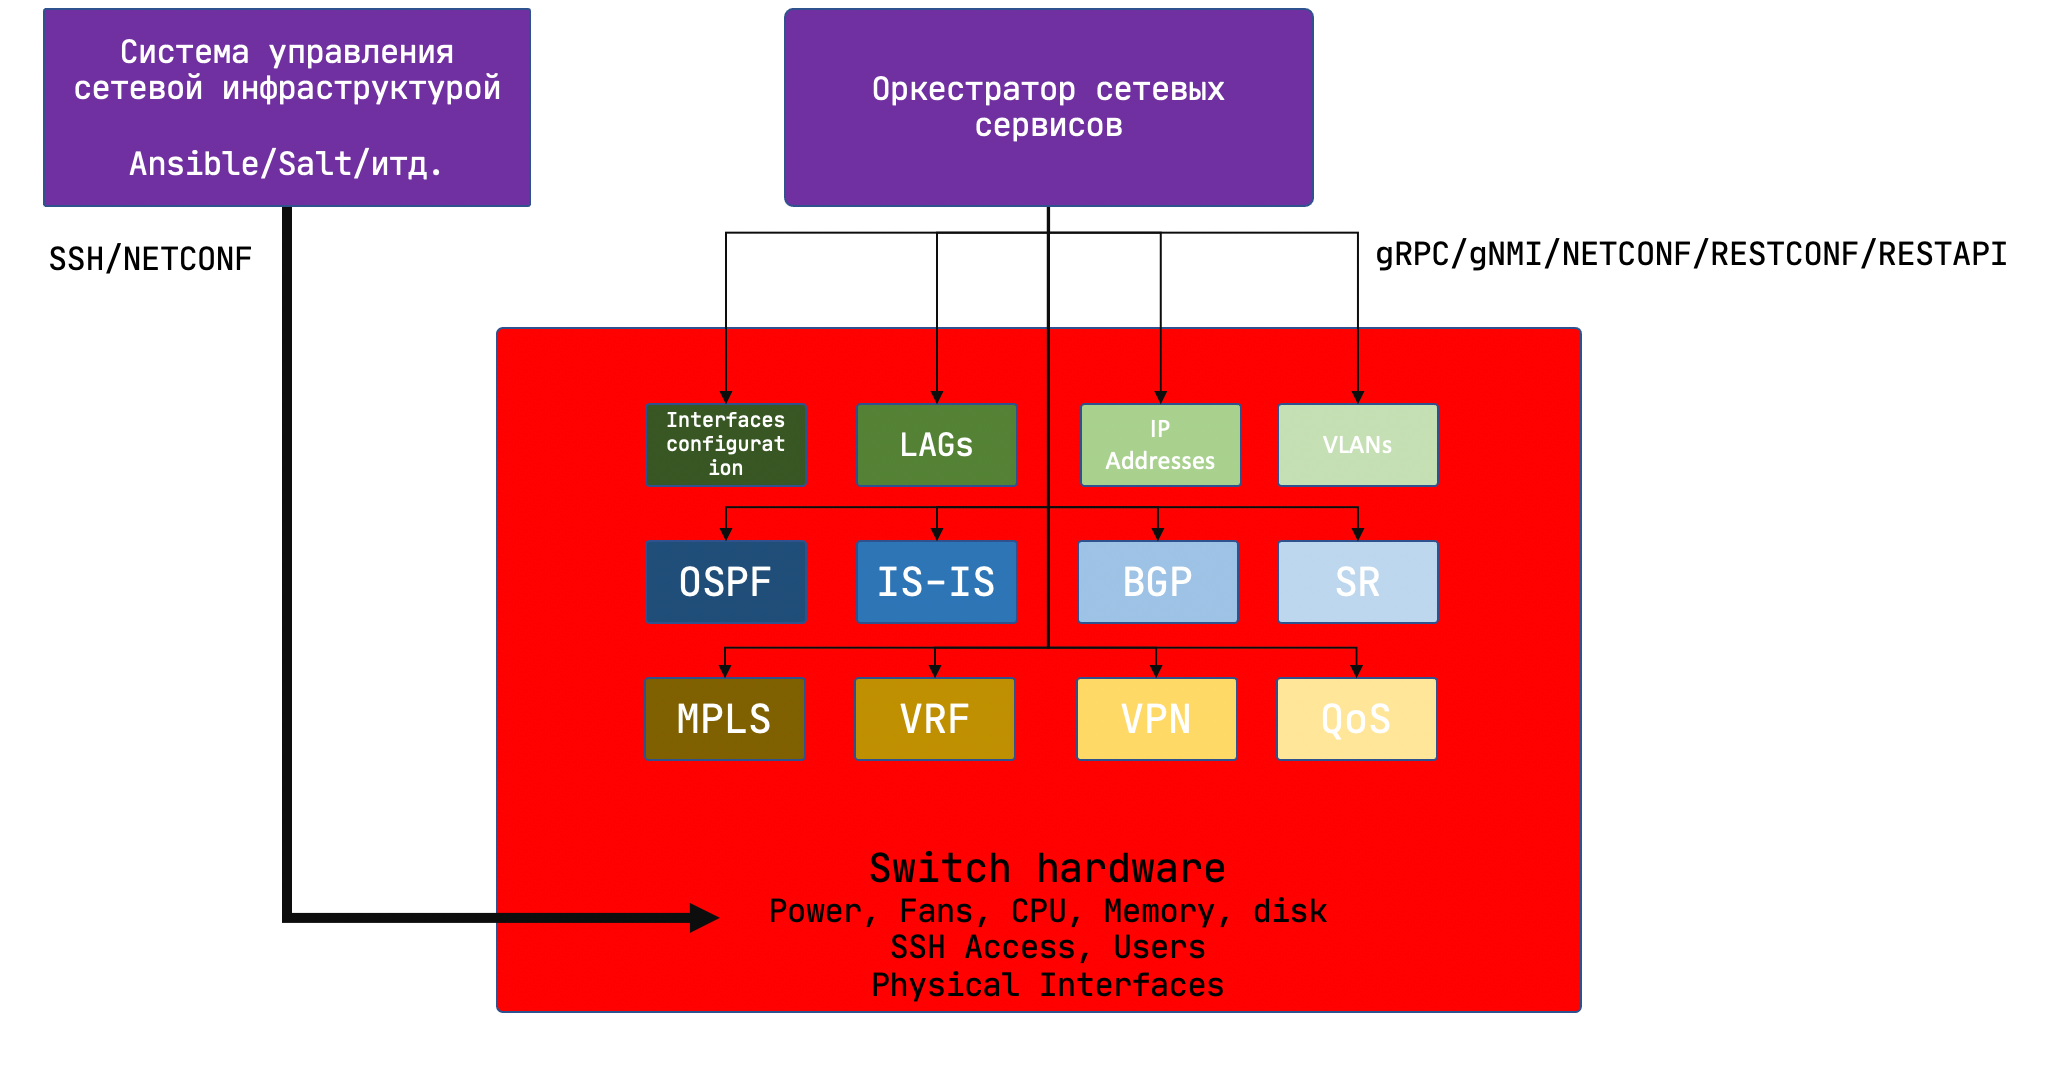 Система управления
сетевой инфраструктурой
Ansible/Salt/итд.
Оркестратор сетевых
сервисов
SSH/NETCONF
gRPC/gNMI/NETCONF/RESTCONF/RESTAPI
Interfaces
configurat
ion
LAGs
IP
Addresses
VLANs
OSPF
IS-IS
BGP
SR
MPLS
VRF
VPN
QoS
Switch hardware
Power, Fans, CPU, Memory, disk
SSH Access, Users
Physical Interfaces